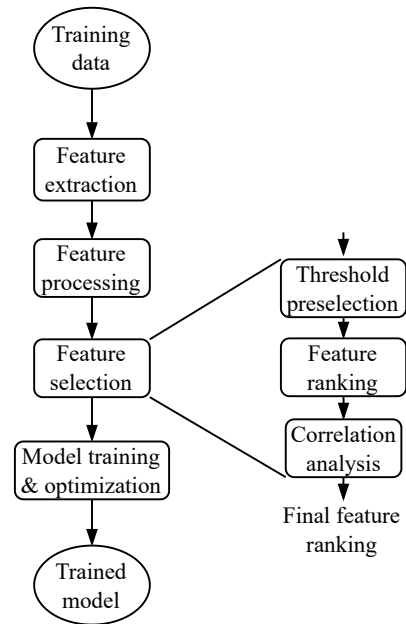 Training
data
Feature
extraction
Feature
processing
Feature
selection
Model training
& optimization
Trained
model
Threshold
preselection
Feature
ranking
Correlation
analysis
Final feature
ranking